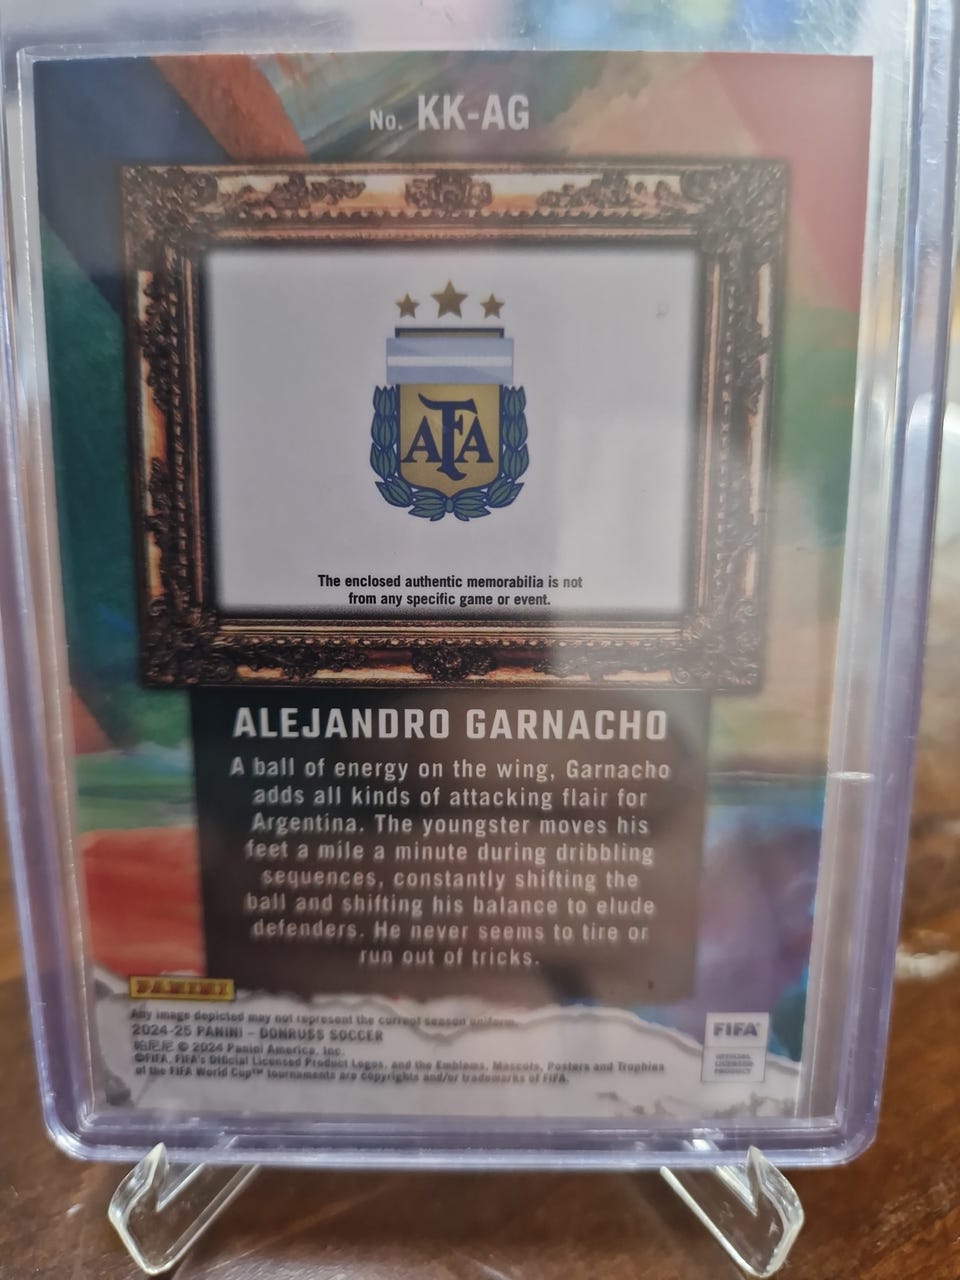 No. KK-AG
AFA
The enclosed authentic memorabilia is not
from any specific game or event.
ALEJANDRO GARNACHO
A ball of energy on the wing, Garnacho
adds all kinds of attacking flair for
Argentina. The youngster moves his
feet a mile a minute during dribbling
sequences, constantly shifting the
ball and shifting his balance to elude
defenders. He never seems to tire or
run out of tricks.
PANINI
Any image depicted may not represent the current season uniform.
2024-25 PANINI – DONRUSS SOCCER
© 2024 Panini America, Inc.
©FIFA, FIFA's Official Licensed Product Logos, and the Emblems, Mascots, Posters and Trophies
of the FIFA World Cup™ tournaments are copyrights and/or trademarks of FIFA.
FIFA®
OFFICIAL
LICENSED
PRODUCT